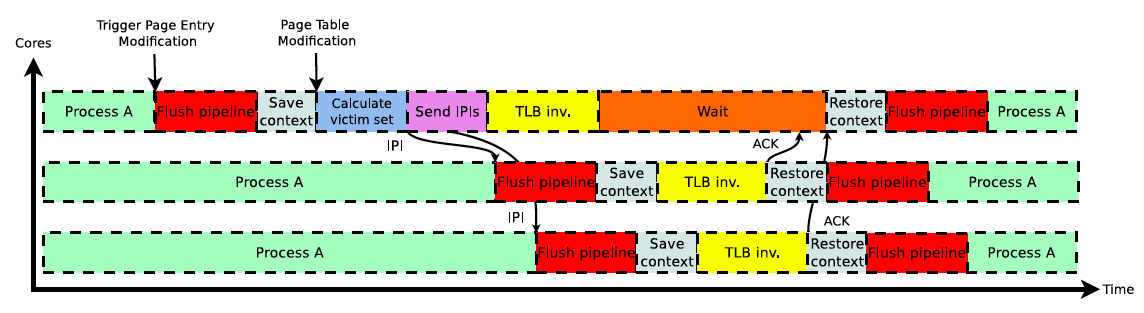 Trigger Page Entry
Modification
Page Table
Modification
Cores
Process A
Flush pipeline
Save
context
Calculate
victim set
Send IPIs
TLB inv.
Wait
Restore
context
Flush pipeline
Process A
IPI
ACK
Process A
Flush pipeline
Save
context
TLB inv.
Restore
context
Flush pipeline
Process A
IPI
ACK
Process A
Flush pipeline
Save
context
TLB inv.
Restore
context
Flush pipeline
Process A
Time